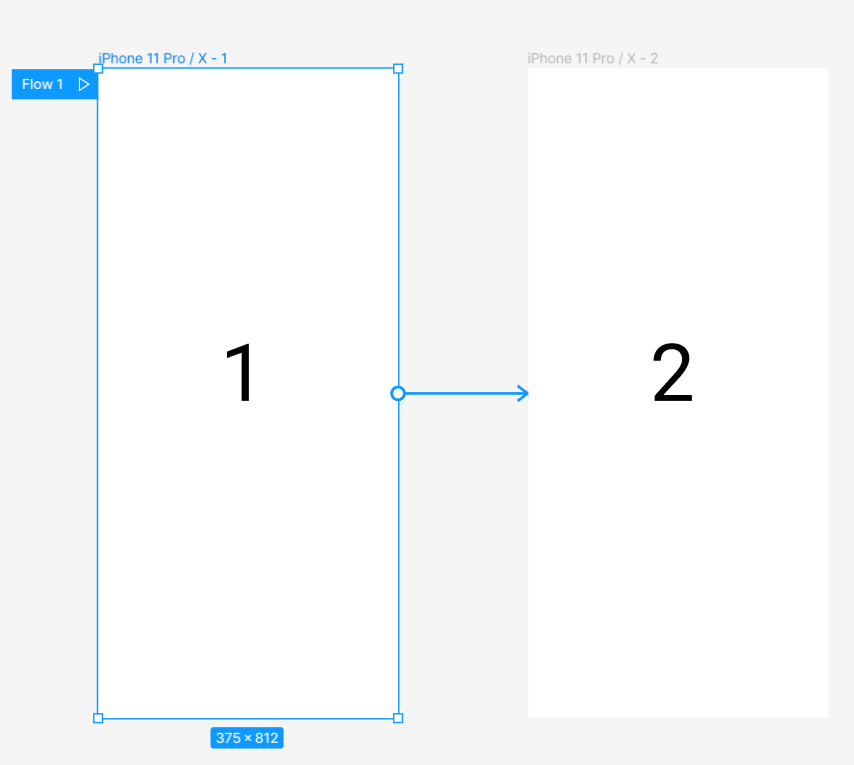 iPhone 11 Pro / X - 1
iPhone 11 Pro / X - 2
Flow 1
1
2
375 × 812